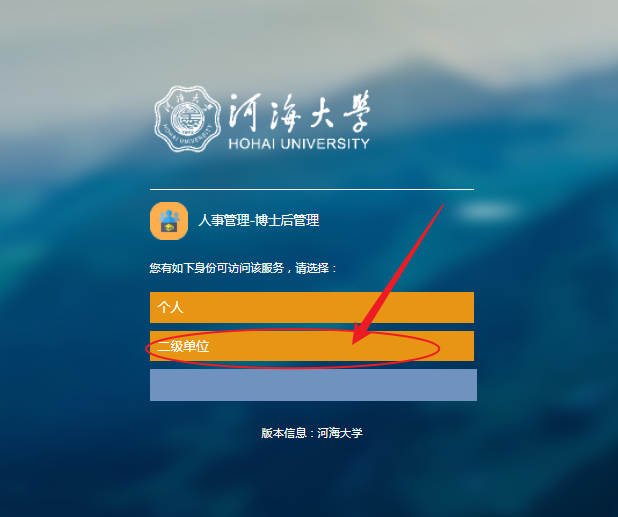 河海大学
HOHAI UNIVERSITY
人事管理-博士后管理
您有如下身份可访问该服务，请选择：
个人
二级单位
版本信息：河海大学